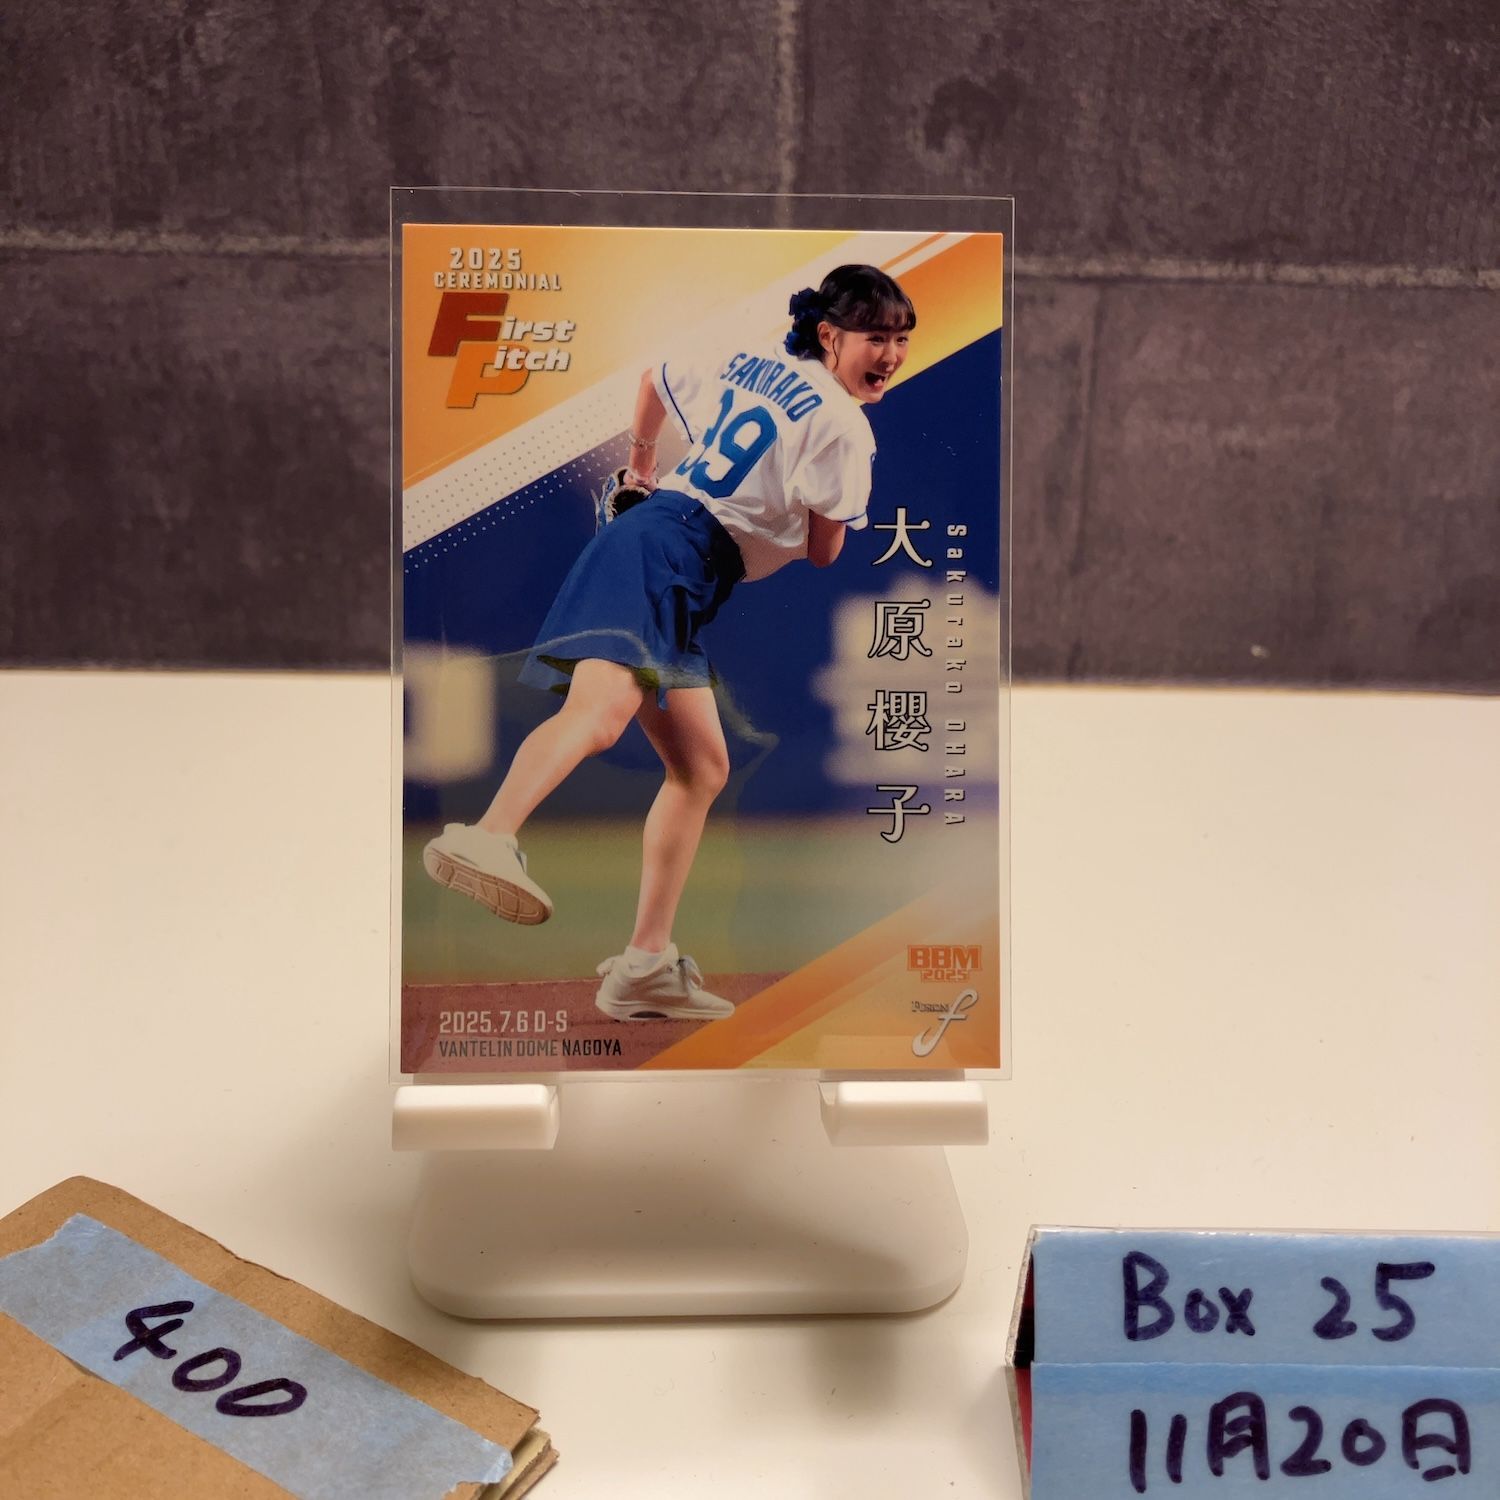 2025
CEREMONIAL
First
Pitch
SAKURAKO
39
大原櫻子
Sakurako OHARA
BBM
2025
FUSION
f
2025.7.6 D-S
VANTELIN DOME NAGOYA
400
Box 25
11月20日